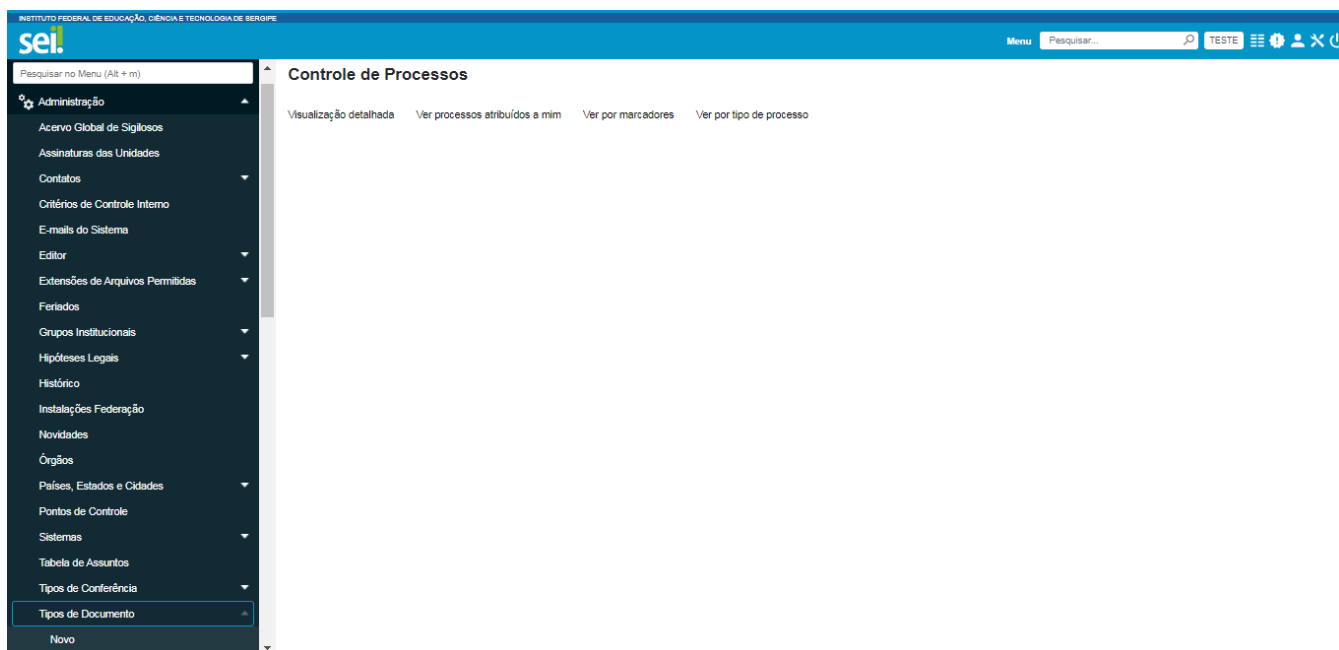 INSTITUTO FEDERAL DE EDUCAÇÃO, CIÊNCIA E TECNOLOGIA DE SERGIPE
sei!
Menu Pesquisar... TESTE
Pesquisar no Menu (Alt + m)
Controle de Processos
Administração
Visualização detalhada Ver processos atribuídos a mim Ver por marcadores Ver por tipo de processo
Acervo Global de Sigilosos
Assinaturas das Unidades
Contatos
Critérios de Controle Interno
E-mails do Sistema
Editor
Extensões de Arquivos Permitidas
Feriados
Grupos Institucionais
Hipóteses Legais
Histórico
Instalações Federação
Novidades
Órgãos
Países, Estados e Cidades
Pontos de Controle
Sistemas
Tabela de Assuntos
Tipos de Conferência
Tipos de Documento
Novo